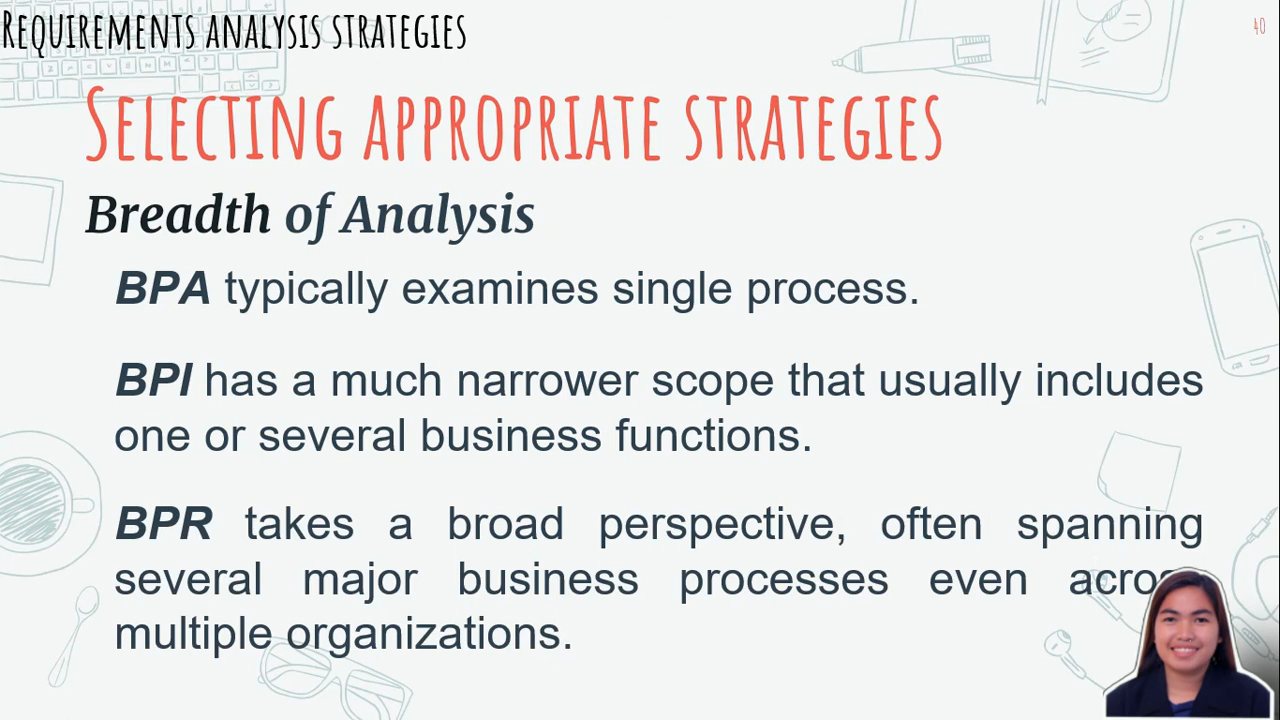 Requirements analysis strategies
40
Selecting appropriate strategies
Breadth of Analysis
BPA typically examines single process.
BPI has a much narrower scope that usually includes
one or several business functions.
BPR takes a broad perspective, often spanning
several major business processes even across
multiple organizations.